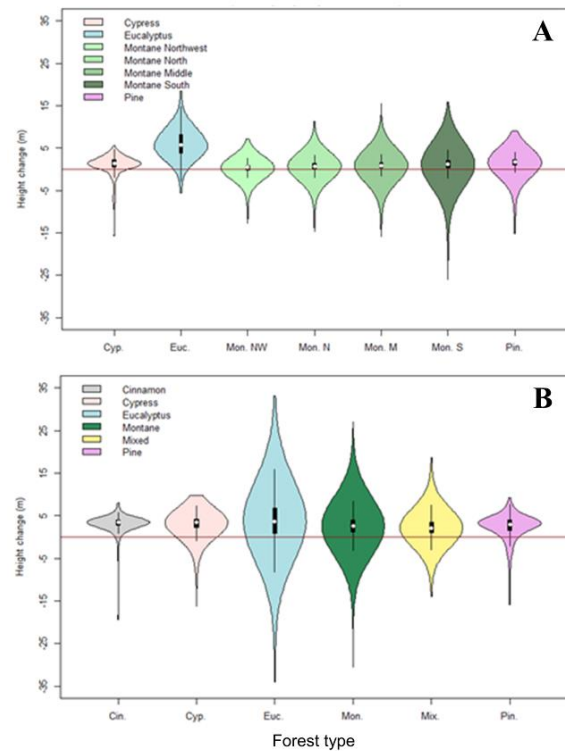 A
Cypress
Eucalyptus
Montane Northwest
Montane North
Montane Middle
Montane South
Pine
Height change (m)
35
25
15
5
-5
-15
-25
-35
Cyp. Euc. Mon. NW Mon. N Mon. M Mon. S Pin.
B
Cinnamon
Cypress
Eucalyptus
Montane
Mixed
Pine
Height change (m)
35
25
15
5
-5
-15
-25
-35
Cin. Cyp. Euc. Mon. Mix. Pin.
Forest type